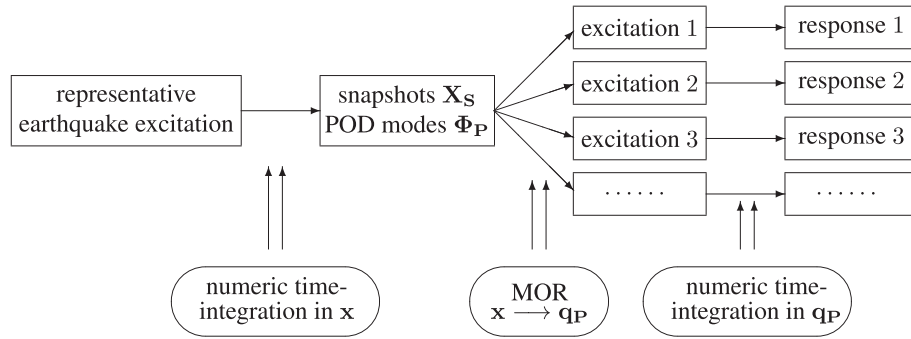 representative
earthquake excitation
snapshots X_S
POD modes Φ_P
excitation 1
response 1
excitation 2
response 2
excitation 3
response 3
......
......
numeric time-
integration in x
MOR
x ⟶ q_P
numeric time-
integration in q_P